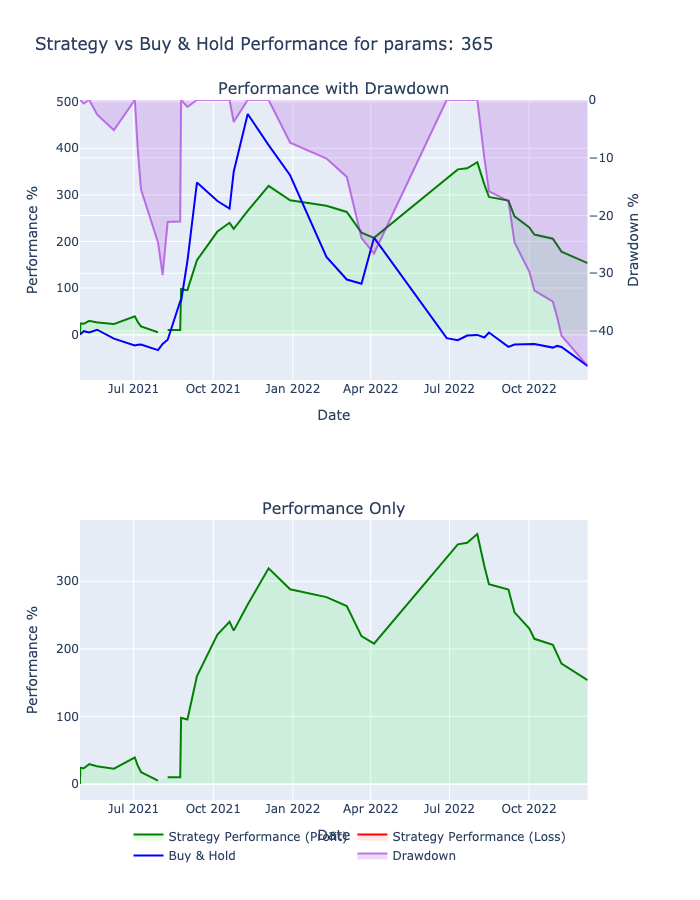 Strategy vs Buy & Hold Performance for params: 365
Performance with Drawdown
500
400
300
200
100
0
Performance %
0
−10
−20
−30
−40
Drawdown %
Jul 2021
Oct 2021
Jan 2022
Apr 2022
Jul 2022
Oct 2022
Date
Performance Only
300
200
100
0
Performance %
Jul 2021
Oct 2021
Jan 2022
Apr 2022
Jul 2022
Oct 2022
Date
Strategy Performance (Profit)
Strategy Performance (Loss)
Buy & Hold
Drawdown